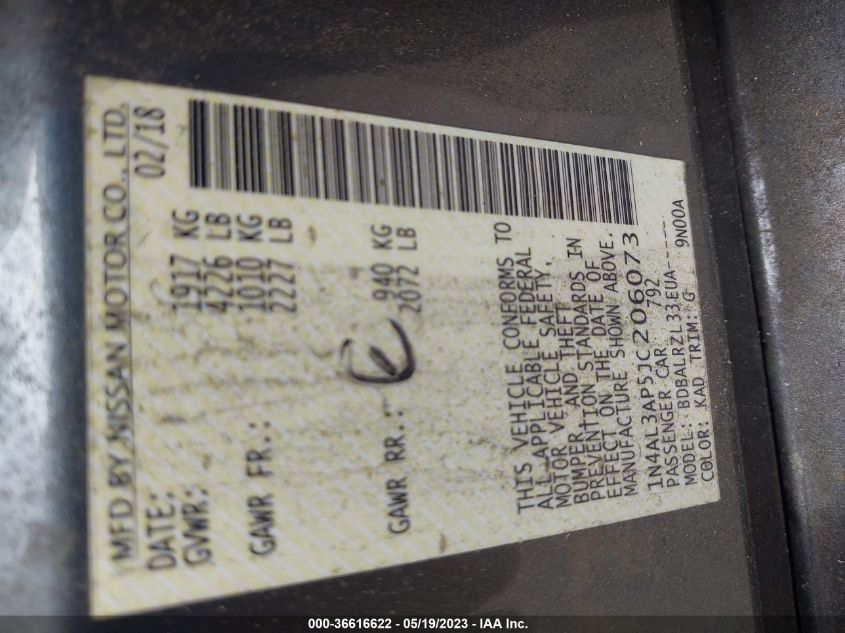 MFD BY NISSAN MOTOR CO., LTD.
DATE: 02/18
GVWR: 1917 KG
4226 LB
GAWR FR.: 1010 KG
2227 LB
GAWR RR.: 940 KG
2072 LB
THIS VEHICLE CONFORMS TO
ALL APPLICABLE FEDERAL
MOTOR VEHICLE SAFETY,
BUMPER AND THEFT
PREVENTION STANDARDS IN
EFFECT ON THE DATE OF
MANUFACTURE SHOWN ABOVE.
1N4AL3AP5JC206073
PASSENGER CAR 792
MODEL: BDBALRZL33EUA-----
COLOR: KAD TRIM: G 9N00A
000-36616622 - 05/19/2023 - IAA Inc.